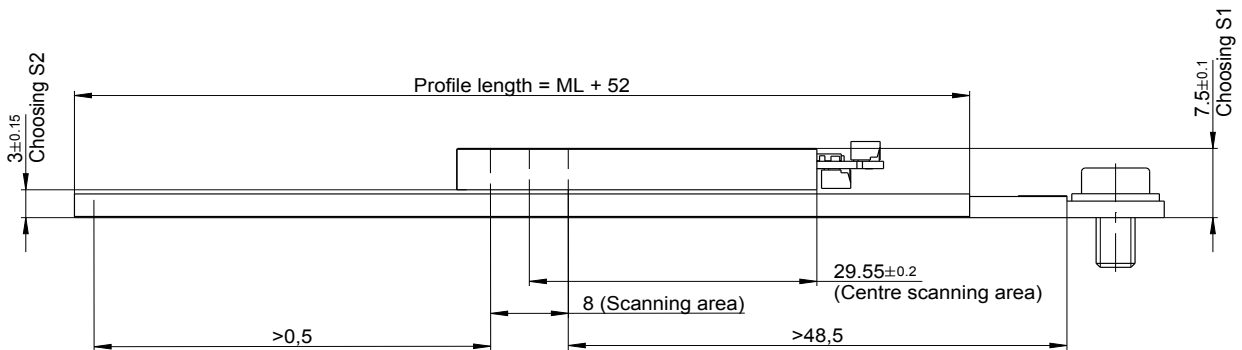 Profile length = ML + 52
3±0.15
Choosing S2
7.5±0.1
Choosing S1
29.55±0.2
(Centre scanning area)
8 (Scanning area)
>0,5
>48,5